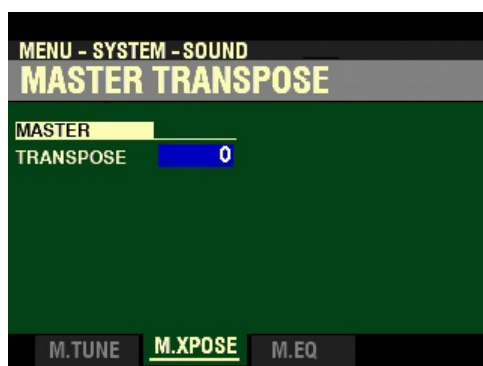 MENU - SYSTEM - SOUND
MASTER TRANSPOSE
MASTER
TRANSPOSE 0
M.TUNE M.XPOSE M.EQ